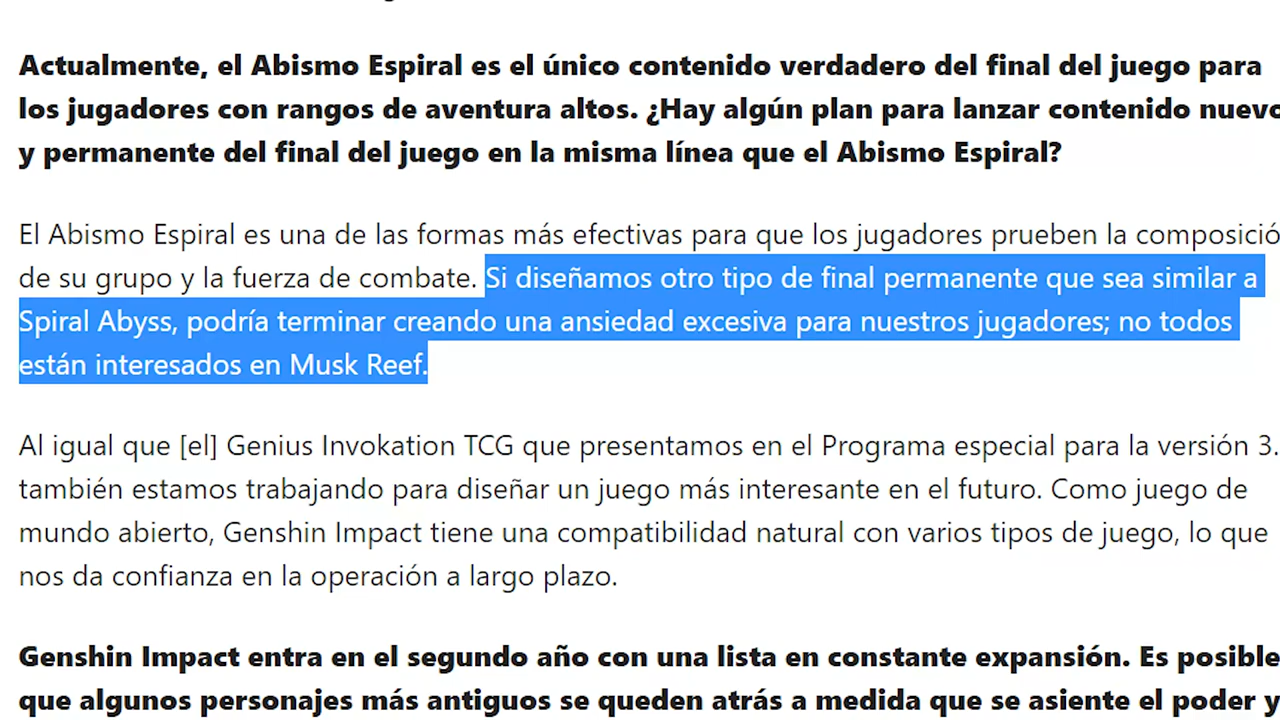 Actualmente, el Abismo Espiral es el único contenido verdadero del final del juego para
los jugadores con rangos de aventura altos. ¿Hay algún plan para lanzar contenido nuevo
y permanente del final del juego en la misma línea que el Abismo Espiral?
El Abismo Espiral es una de las formas más efectivas para que los jugadores prueben la composició
de su grupo y la fuerza de combate. Si diseñamos otro tipo de final permanente que sea similar a
Spiral Abyss, podría terminar creando una ansiedad excesiva para nuestros jugadores; no todos
están interesados en Musk Reef.
Al igual que [el] Genius Invokation TCG que presentamos en el Programa especial para la versión 3.
también estamos trabajando para diseñar un juego más interesante en el futuro. Como juego de
mundo abierto, Genshin Impact tiene una compatibilidad natural con varios tipos de juego, lo que
nos da confianza en la operación a largo plazo.
Genshin Impact entra en el segundo año con una lista en constante expansión. Es posible
que algunos personajes más antiguos se queden atrás a medida que se asiente el poder y